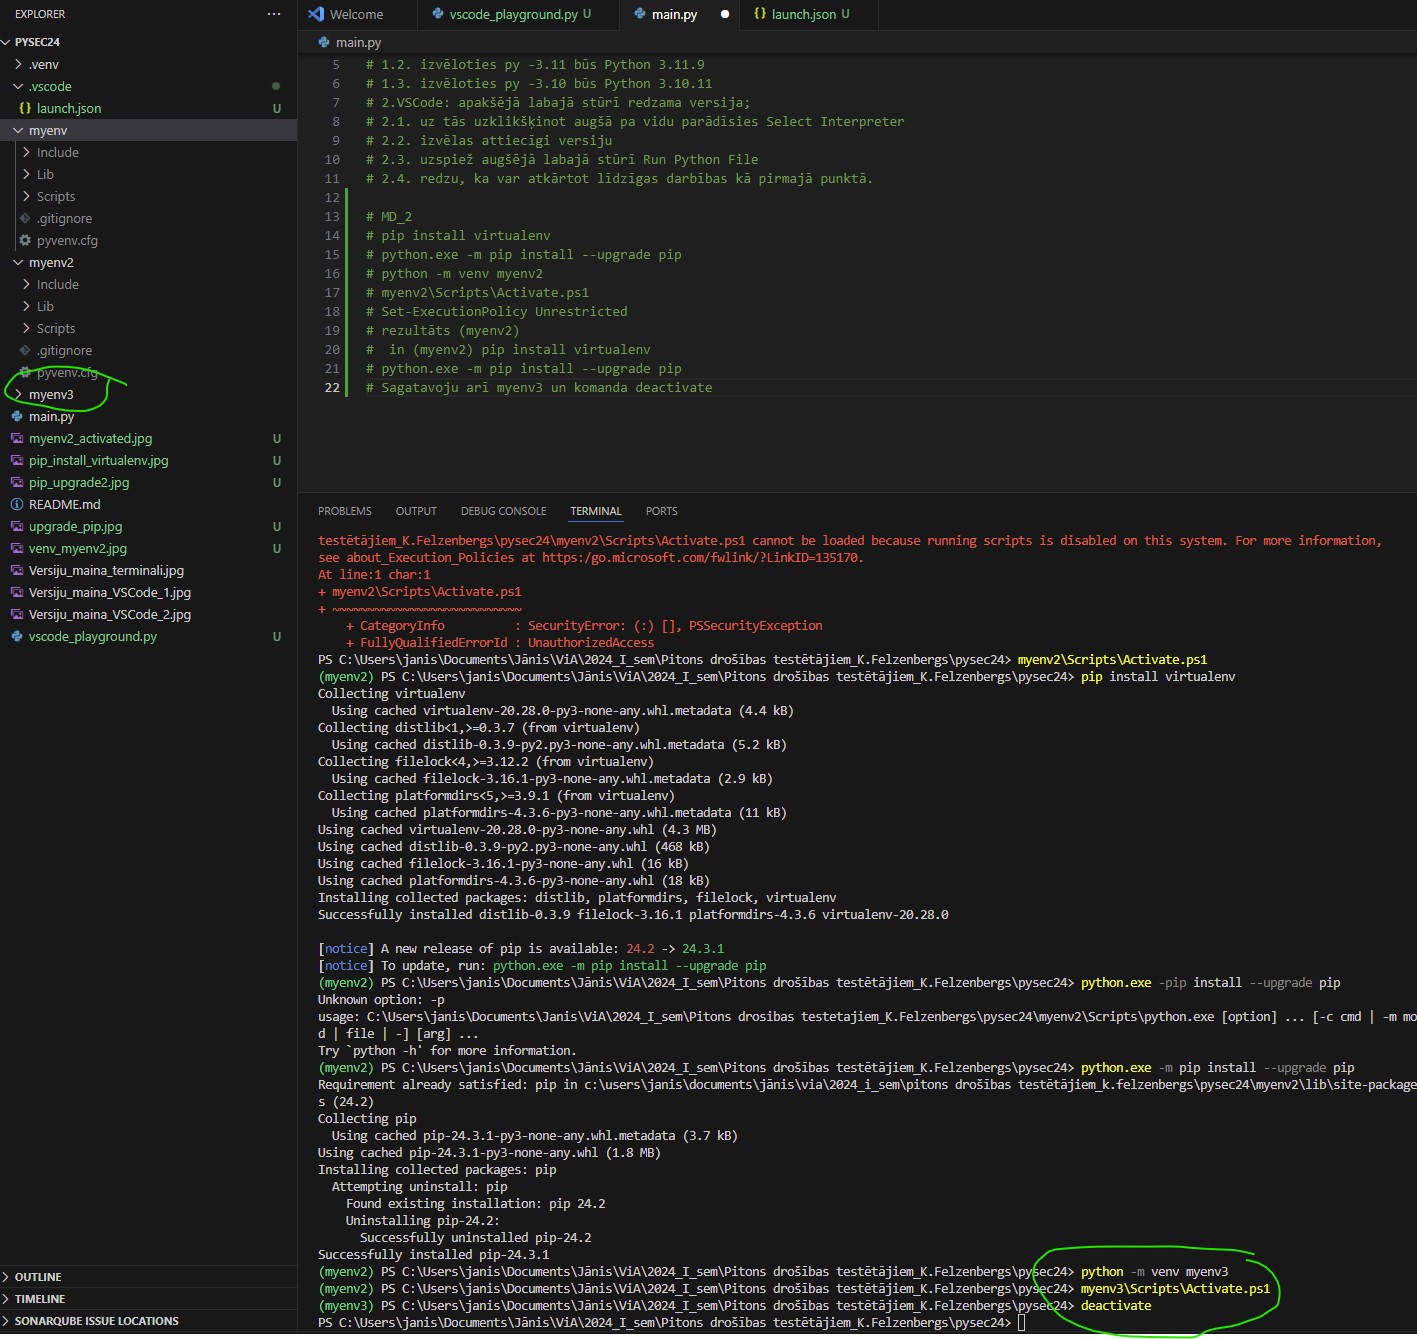 EXPLORER
···
PYSEC24
.venv
.vscode
launch.json U
myenv
Include
Lib
Scripts
.gitignore
pyvenv.cfg
myenv2
Include
Lib
Scripts
.gitignore
pyvenv.cfg
myenv3
main.py
myenv2_activated.jpg U
pip_install_virtualenv.jpg U
pip_upgrade2.jpg U
README.md
upgrade_pip.jpg U
venv_myenv2.jpg U
Versiju_maina_terminali.jpg
Versiju_maina_VSCode_1.jpg
Versiju_maina_VSCode_2.jpg
vscode_playground.py U
OUTLINE
TIMELINE
SONARQUBE ISSUE LOCATIONS
Welcome vscode_playground.py U main.py launch.json U
main.py
5 # 1.2. izvēloties py -3.11 būs Python 3.11.9
6 # 1.3. izvēloties py -3.10 būs Python 3.10.11
7 # 2.VSCode: apakšējā labajā stūrī redzama versija;
8 # 2.1. uz tās uzklikšķinot augšā pa vidu parādīsies Select Interpreter
9 # 2.2. izvēlas attiecīgi versiju
10 # 2.3. uzspiež augšējā labajā stūrī Run Python File
11 # 2.4. redzu, ka var atkārtot līdzīgas darbības kā pirmajā punktā.
12
13 # MD_2
14 # pip install virtualenv
15 # python.exe -m pip install --upgrade pip
16 # python -m venv myenv2
17 # myenv2\Scripts\Activate.ps1
18 # Set-ExecutionPolicy Unrestricted
19 # rezultāts (myenv2)
20 #  in (myenv2) pip install virtualenv
21 # python.exe -m pip install --upgrade pip
22 # Sagatavoju arī myenv3 un komanda deactivate
PROBLEMS OUTPUT DEBUG CONSOLE TERMINAL PORTS
testētājiem_K.Felzenbergs\pysec24\myenv2\Scripts\Activate.ps1 cannot be loaded because running scripts is disabled on this system. For more information,
see about_Execution_Policies at https:/go.microsoft.com/fwlink/?LinkID=135170.
At line:1 char:1
+ myenv2\Scripts\Activate.ps1
+ ~~~~~~~~~~~~~~~~~~~~~~~~~~~
+ CategoryInfo          : SecurityError: (:) [], PSSecurityException
+ FullyQualifiedErrorId : UnauthorizedAccess
PS C:\Users\janis\Documents\Jānis\ViA\2024_I_sem\Pitons drošības testētājiem_K.Felzenbergs\pysec24> myenv2\Scripts\Activate.ps1
(myenv2) PS C:\Users\janis\Documents\Jānis\ViA\2024_I_sem\Pitons drošības testētājiem_K.Felzenbergs\pysec24> pip install virtualenv
Collecting virtualenv
Using cached virtualenv-20.28.0-py3-none-any.whl.metadata (4.4 kB)
Collecting distlib<1,>=0.3.7 (from virtualenv)
Using cached distlib-0.3.9-py2.py3-none-any.whl.metadata (5.2 kB)
Collecting filelock<4,>=3.12.2 (from virtualenv)
Using cached filelock-3.16.1-py3-none-any.whl.metadata (2.9 kB)
Collecting platformdirs<5,>=3.9.1 (from virtualenv)
Using cached platformdirs-4.3.6-py3-none-any.whl.metadata (11 kB)
Using cached virtualenv-20.28.0-py3-none-any.whl (4.3 MB)
Using cached distlib-0.3.9-py2.py3-none-any.whl (468 kB)
Using cached filelock-3.16.1-py3-none-any.whl (16 kB)
Using cached platformdirs-4.3.6-py3-none-any.whl (18 kB)
Installing collected packages: distlib, platformdirs, filelock, virtualenv
Successfully installed distlib-0.3.9 filelock-3.16.1 platformdirs-4.3.6 virtualenv-20.28.0
[notice] A new release of pip is available: 24.2 -> 24.3.1
[notice] To update, run: python.exe -m pip install --upgrade pip
(myenv2) PS C:\Users\janis\Documents\Jānis\ViA\2024_I_sem\Pitons drošības testētājiem_K.Felzenbergs\pysec24> python.exe -pip install --upgrade pip
Unknown option: -p
usage: C:\Users\janis\Documents\Janis\ViA\2024_I_sem\Pitons drosibas testetajiem_K.Felzenbergs\pysec24\myenv2\Scripts\python.exe [option] ... [-c cmd | -m mo
d | file | -] [arg] ...
Try `python -h' for more information.
(myenv2) PS C:\Users\janis\Documents\Jānis\ViA\2024_I_sem\Pitons drošības testētājiem_K.Felzenbergs\pysec24> python.exe -m pip install --upgrade pip
Requirement already satisfied: pip in c:\users\janis\documents\jānis\via\2024_i_sem\pitons drošības testētājiem_k.felzenbergs\pysec24\myenv2\lib\site-package
s (24.2)
Collecting pip
Using cached pip-24.3.1-py3-none-any.whl.metadata (3.7 kB)
Using cached pip-24.3.1-py3-none-any.whl (1.8 MB)
Installing collected packages: pip
Attempting uninstall: pip
Found existing installation: pip 24.2
Uninstalling pip-24.2:
Successfully uninstalled pip-24.2
Successfully installed pip-24.3.1
(myenv2) PS C:\Users\janis\Documents\Jānis\ViA\2024_I_sem\Pitons drošības testētājiem_K.Felzenbergs\pysec24> python -m venv myenv3
(myenv2) PS C:\Users\janis\Documents\Jānis\ViA\2024_I_sem\Pitons drošības testētājiem_K.Felzenbergs\pysec24> myenv3\Scripts\Activate.ps1
(myenv3) PS C:\Users\janis\Documents\Jānis\ViA\2024_I_sem\Pitons drošības testētājiem_K.Felzenbergs\pysec24> deactivate
PS C:\Users\janis\Documents\Jānis\ViA\2024_I_sem\Pitons drošības testētājiem_K.Felzenbergs\pysec24>